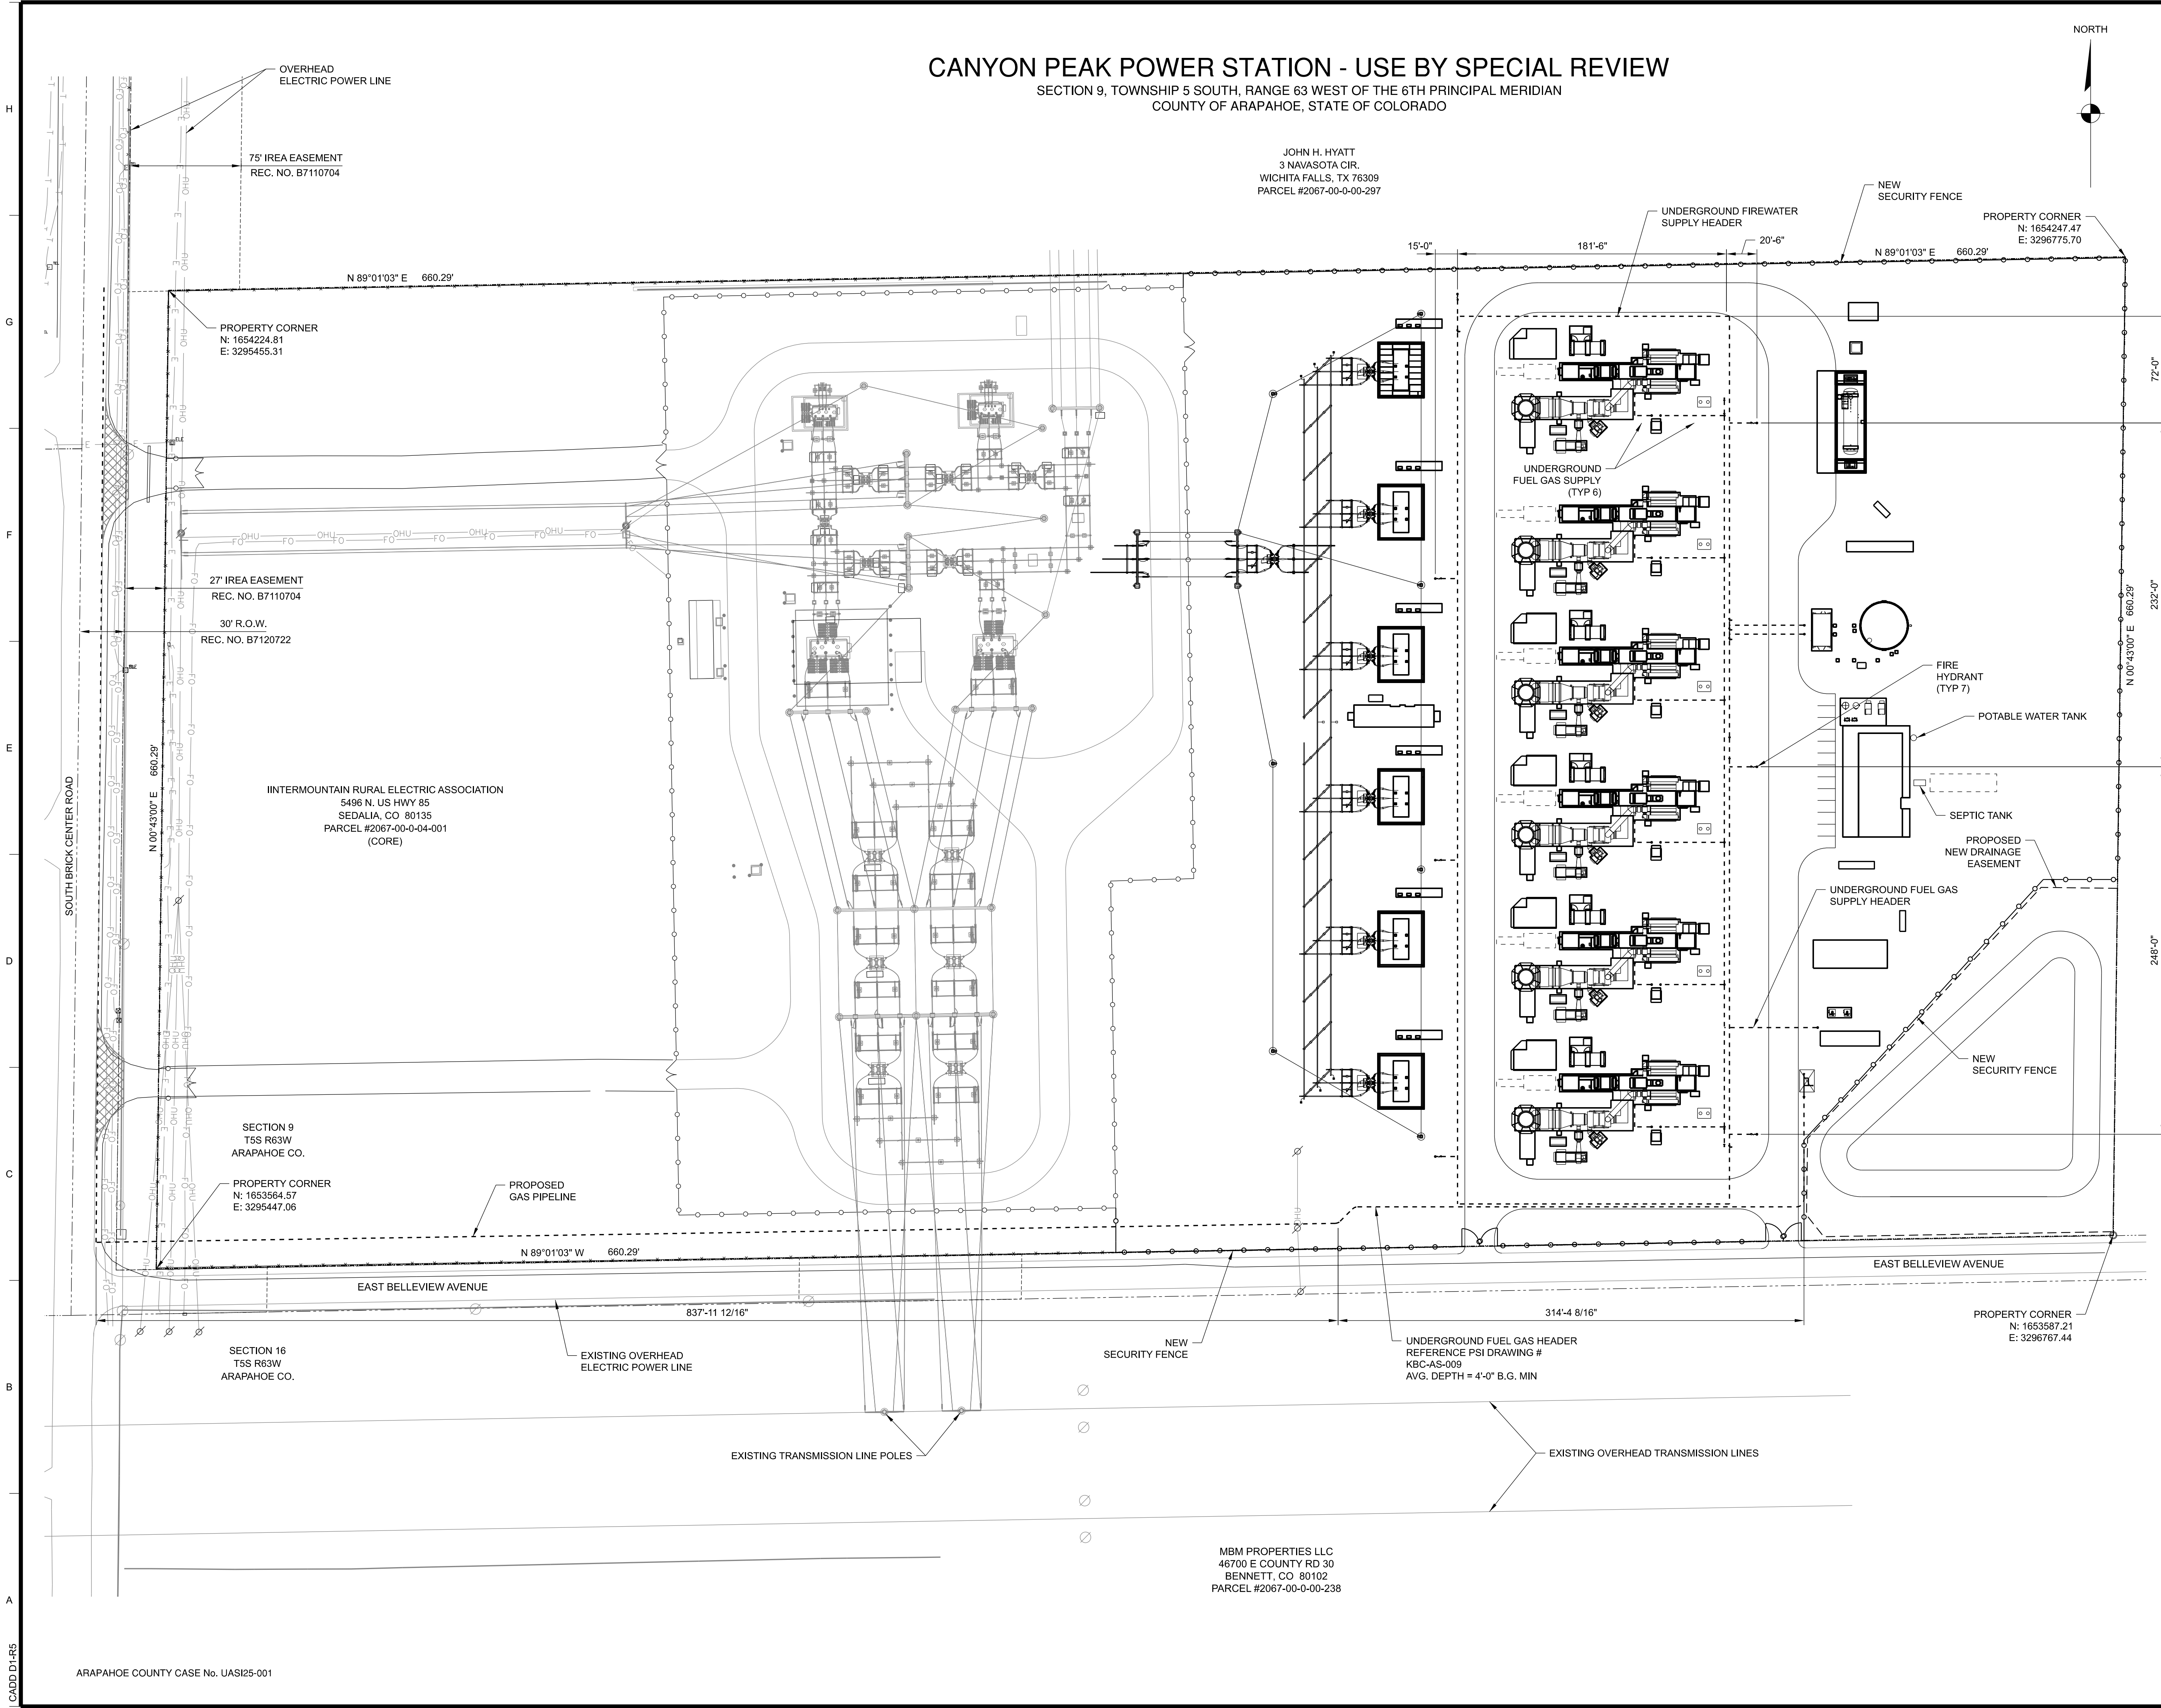 CANYON PEAK POWER STATION - USE BY SPECIAL REVIEW
SECTION 9, TOWNSHIP 5 SOUTH, RANGE 63 WEST OF THE 6TH PRINCIPAL MERIDIAN
COUNTY OF ARAPAHOE, STATE OF COLORADO
NORTH
OVERHEAD
ELECTRIC POWER LINE
H
75' IREA EASEMENT
REC. NO. B7110704
JOHN H. HYATT
3 NAVASOTA CIR.
WICHITA FALLS, TX 76309
PARCEL #2067-00-0-00-297
NEW
SECURITY FENCE
UNDERGROUND FIREWATER
SUPPLY HEADER
PROPERTY CORNER
N: 1654247.47
E: 3296775.70
15'-0"
181'-6"
20'-6"
N 89°01'03" E 660.29'
N 89°01'03" E 660.29'
G
PROPERTY CORNER
N: 1654224.81
E: 3295455.31
72'-0"
UNDERGROUND
FUEL GAS SUPPLY
(TYP 6)
F
27' IREA EASEMENT
REC. NO. B7110704
30' R.O.W.
REC. NO. B7120722
232'-0"
N 00°43'00" E 660.29'
FIRE
HYDRANT
(TYP 7)
POTABLE WATER TANK
E
N 00°43'00" E 660.29'
SOUTH BRICK CENTER ROAD
IINTERMOUNTAIN RURAL ELECTRIC ASSOCIATION
5496 N. US HWY 85
SEDALIA, CO 80135
PARCEL #2067-00-0-04-001
(CORE)
SEPTIC TANK
PROPOSED
NEW DRAINAGE
EASEMENT
UNDERGROUND FUEL GAS
SUPPLY HEADER
D
248'-0"
NEW
SECURITY FENCE
SECTION 9
T5S R63W
ARAPAHOE CO.
C
PROPERTY CORNER
N: 1653564.57
E: 3295447.06
PROPOSED
GAS PIPELINE
N 89°01'03" W 660.29'
EAST BELLEVIEW AVENUE
EAST BELLEVIEW AVENUE
837'-11 12/16"
314'-4 8/16"
PROPERTY CORNER
N: 1653587.21
E: 3296767.44
SECTION 16
T5S R63W
ARAPAHOE CO.
EXISTING OVERHEAD
ELECTRIC POWER LINE
NEW
SECURITY FENCE
UNDERGROUND FUEL GAS HEADER
REFERENCE PSI DRAWING #
KBC-AS-009
AVG. DEPTH = 4'-0" B.G. MIN
B
EXISTING TRANSMISSION LINE POLES
EXISTING OVERHEAD TRANSMISSION LINES
MBM PROPERTIES LLC
46700 E COUNTY RD 30
BENNETT, CO 80102
PARCEL #2067-00-0-00-238
A
CADD D1-R5
ARAPAHOE COUNTY CASE No. UASI25-001